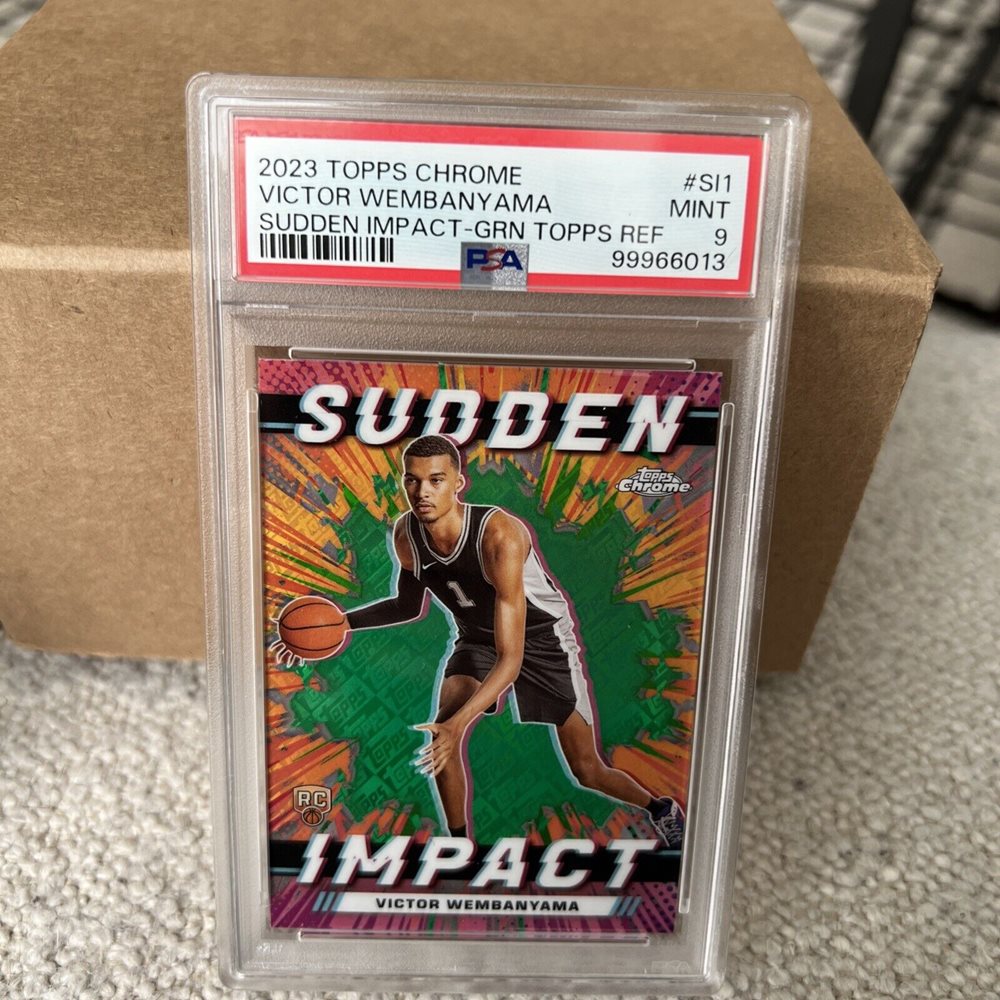 2023 TOPPS CHROME
#SI1
VICTOR WEMBANYAMA
MINT
SUDDEN IMPACT-GRN TOPPS REF
9
PSA
99966013
SUDDEN
Topps
Chrome
1
Topps
RC
IMPACT
VICTOR WEMBANYAMA